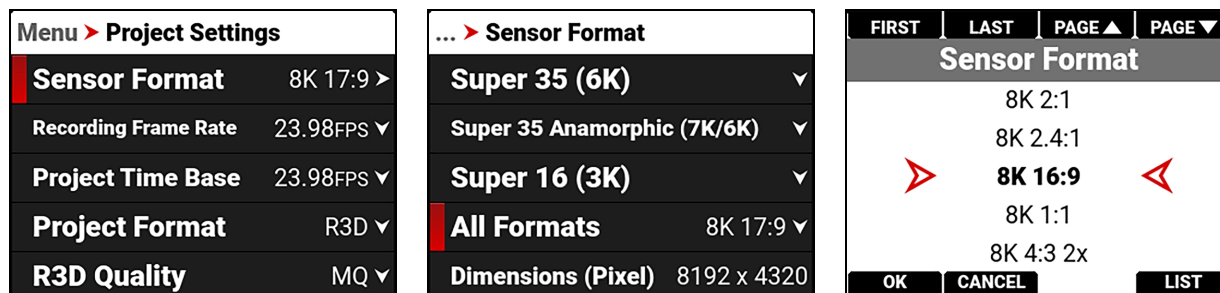 Menu ➤ Project Settings
Sensor Format 8K 17:9
Recording Frame Rate 23.98FPS
Project Time Base 23.98FPS
Project Format R3D
R3D Quality MQ
... ➤ Sensor Format
Super 35 (6K)
Super 35 Anamorphic (7K/6K)
Super 16 (3K)
All Formats 8K 17:9
Dimensions (Pixel) 8192 x 4320
FIRST LAST PAGE▲ PAGE▼
Sensor Format
8K 2:1
8K 2.4:1
8K 16:9
8K 1:1
8K 4:3 2x
OK CANCEL LIST